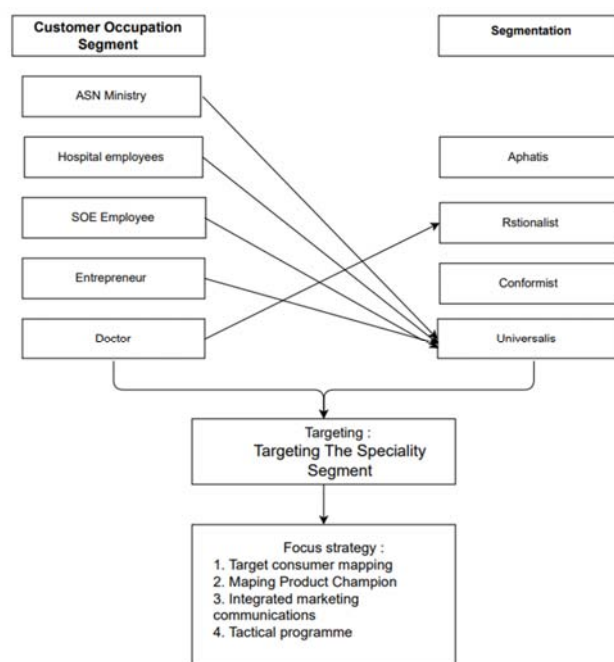 Customer Occupation
Segment
Segmentation
ASN Ministry
Hospital employees
Aphatis
SOE Employee
Rstionalist
Entrepreneur
Conformist
Doctor
Universalis
Targeting :
Targeting The Speciality
Segment
Focus strategy :
1. Target consumer mapping
2. Maping Product Champion
3. Integrated marketing
communications
4. Tactical programme